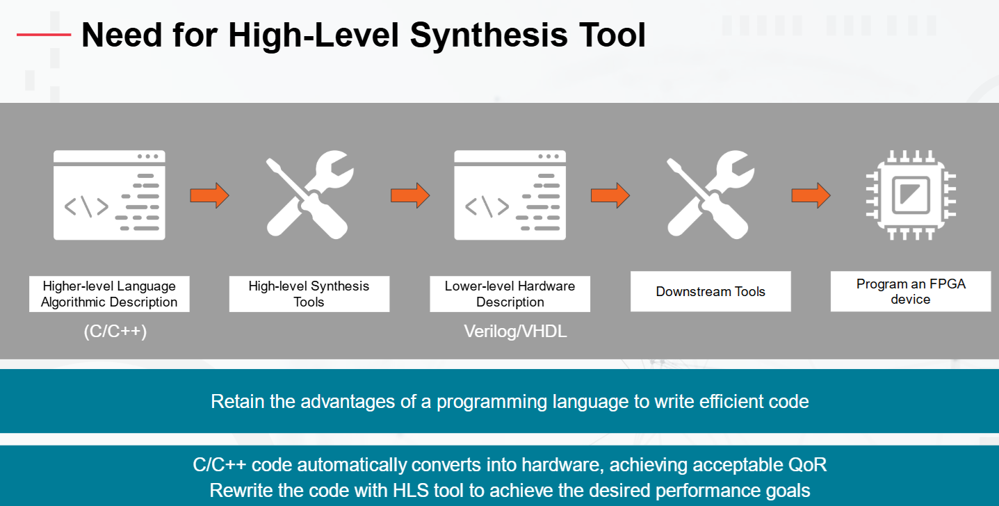 Need for High-Level Synthesis Tool
Higher-level Language
Algorithmic Description
(C/C++)
High-level Synthesis
Tools
Lower-level Hardware
Description
Verilog/VHDL
Downstream Tools
Program an FPGA
device
Retain the advantages of a programming language to write efficient code
C/C++ code automatically converts into hardware, achieving acceptable QoR
Rewrite the code with HLS tool to achieve the desired performance goals